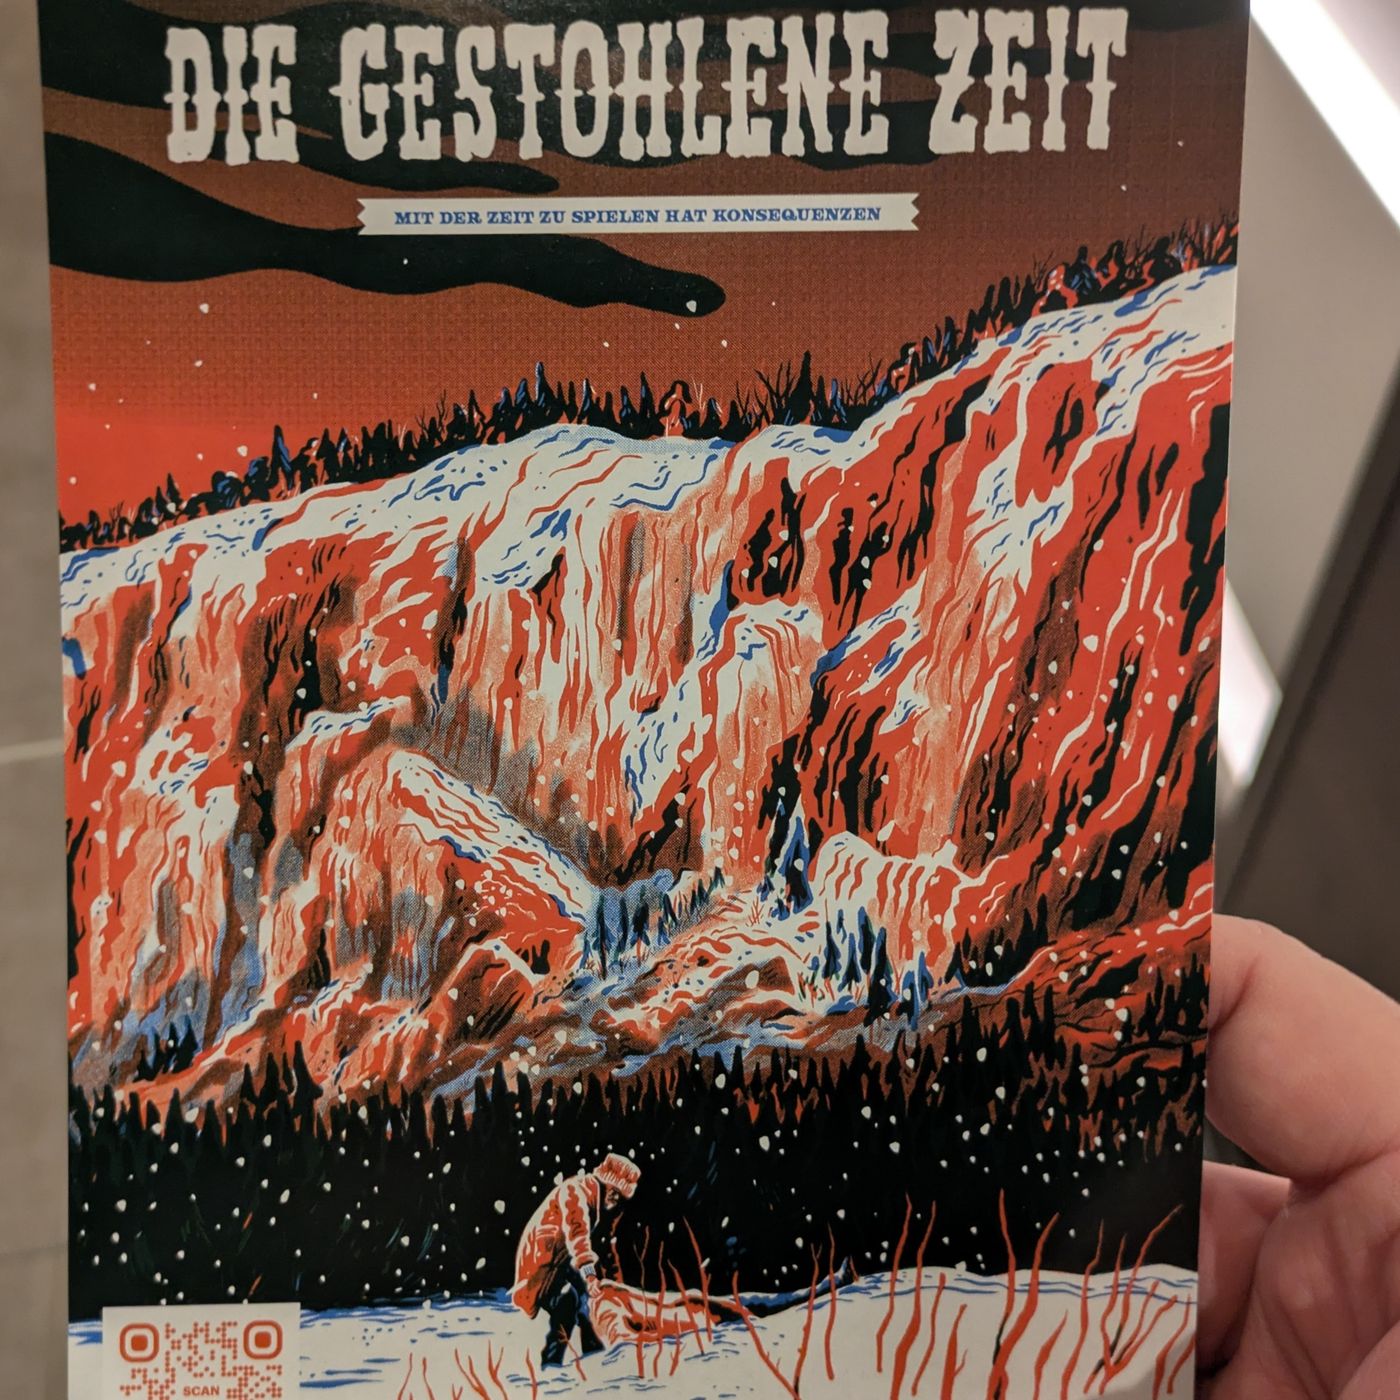 DIE GESTOHLENE ZEIT
MIT DER ZEIT ZU SPIELEN HAT KONSEQUENZEN
SCAN